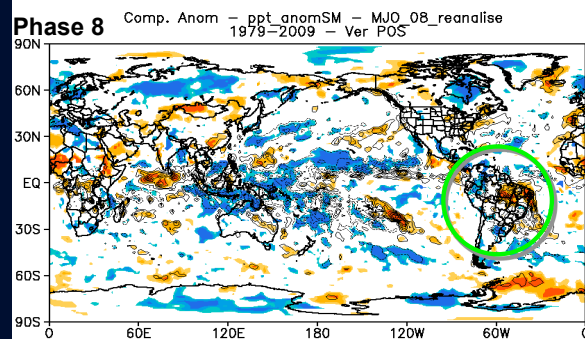 Phase 8
Comp. Anom - ppt_anomSM - MJO_08_reanalise
1979-2009 - Ver POS
90N
60N
30N
EQ
30S
60S
90S
0 60E 120E 180 120W 60W 0